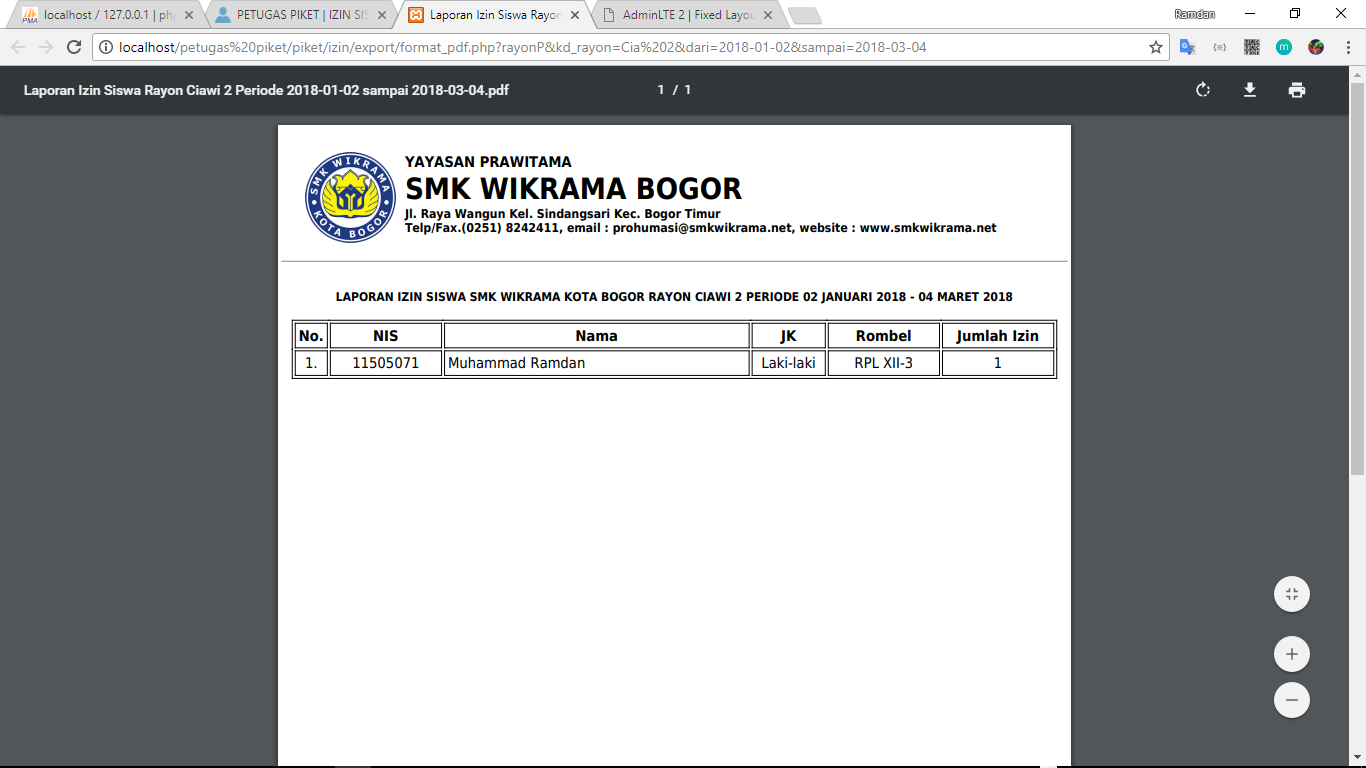 localhost / 127.0.0.1 | ph
PETUGAS PIKET | IZIN SIS
Laporan Izin Siswa Rayon
AdminLTE 2 | Fixed Layou
Ramdan
localhost/petugas%20piket/piket/izin/export/format_pdf.php?rayonP&kd_rayon=Cia%202&dari=2018-01-02&sampai=2018-03-04
Laporan Izin Siswa Rayon Ciawi 2 Periode 2018-01-02 sampai 2018-03-04.pdf
1 / 1
SMK WIKRAMA
KOTA BOGOR
YAYASAN PRAWITAMA
SMK WIKRAMA BOGOR
Jl. Raya Wangun Kel. Sindangsari Kec. Bogor Timur
Telp/Fax.(0251) 8242411, email : prohumasi@smkwikrama.net, website : www.smkwikrama.net
LAPORAN IZIN SISWA SMK WIKRAMA KOTA BOGOR RAYON CIAWI 2 PERIODE 02 JANUARI 2018 - 04 MARET 2018
No. NIS Nama JK Rombel Jumlah Izin
1. 11505071 Muhammad Ramdan Laki-laki RPL XII-3 1